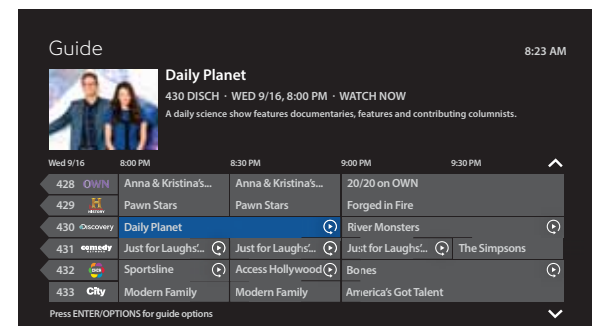 Guide
8:23 AM
Daily Planet
430 DISCH · WED 9/16, 8:00 PM · WATCH NOW
A daily science show features documentaries, features and contributing columnists.
Wed 9/16 8:00 PM 8:30 PM 9:00 PM 9:30 PM
428 OWN Anna & Kristina's... Anna & Kristina's... 20/20 on OWN
429 H HISTORY Pawn Stars Pawn Stars Forged in Fire
430 Discovery Daily Planet River Monsters
431 comedy Just for Laughs'... Just for Laughs'... Just for Laughs'... The Simpsons
432 Sportsline Access Hollywood Bones
433 City Modern Family Modern Family America's Got Talent
Press ENTER/OPTIONS for guide options